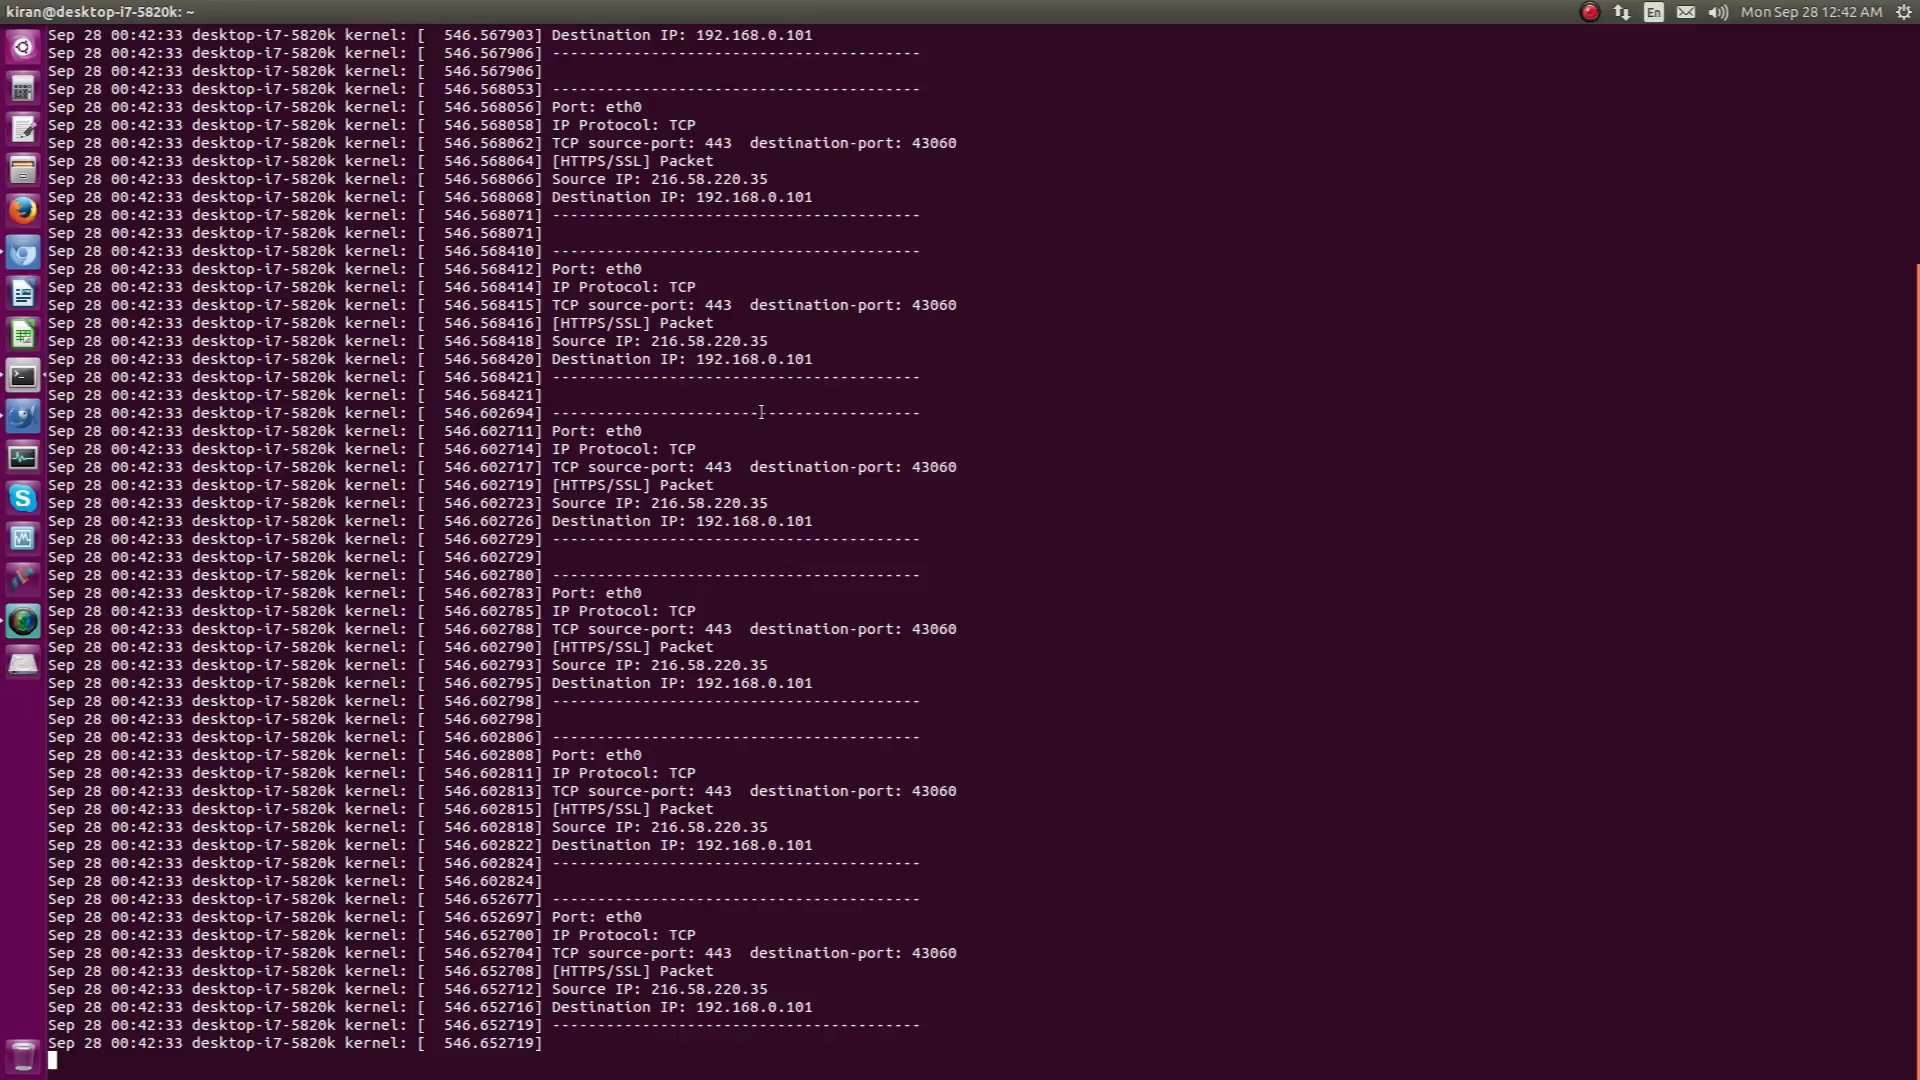 kiran@desktop-i7-5820k: ~
En
Mon Sep 28 12:42 AM
Sep 28 00:42:33 desktop-i7-5820k kernel: [  546.567903] Destination IP: 192.168.0.101
Sep 28 00:42:33 desktop-i7-5820k kernel: [  546.567906] -----------------------------------------
Sep 28 00:42:33 desktop-i7-5820k kernel: [  546.567906]
Sep 28 00:42:33 desktop-i7-5820k kernel: [  546.568053] -----------------------------------------
Sep 28 00:42:33 desktop-i7-5820k kernel: [  546.568056] Port: eth0
Sep 28 00:42:33 desktop-i7-5820k kernel: [  546.568058] IP Protocol: TCP
Sep 28 00:42:33 desktop-i7-5820k kernel: [  546.568062] TCP source-port: 443  destination-port: 43060
Sep 28 00:42:33 desktop-i7-5820k kernel: [  546.568064] [HTTPS/SSL] Packet
Sep 28 00:42:33 desktop-i7-5820k kernel: [  546.568066] Source IP: 216.58.220.35
Sep 28 00:42:33 desktop-i7-5820k kernel: [  546.568068] Destination IP: 192.168.0.101
Sep 28 00:42:33 desktop-i7-5820k kernel: [  546.568071] -----------------------------------------
Sep 28 00:42:33 desktop-i7-5820k kernel: [  546.568071]
Sep 28 00:42:33 desktop-i7-5820k kernel: [  546.568410] -----------------------------------------
Sep 28 00:42:33 desktop-i7-5820k kernel: [  546.568412] Port: eth0
Sep 28 00:42:33 desktop-i7-5820k kernel: [  546.568414] IP Protocol: TCP
Sep 28 00:42:33 desktop-i7-5820k kernel: [  546.568415] TCP source-port: 443  destination-port: 43060
Sep 28 00:42:33 desktop-i7-5820k kernel: [  546.568416] [HTTPS/SSL] Packet
Sep 28 00:42:33 desktop-i7-5820k kernel: [  546.568418] Source IP: 216.58.220.35
Sep 28 00:42:33 desktop-i7-5820k kernel: [  546.568420] Destination IP: 192.168.0.101
Sep 28 00:42:33 desktop-i7-5820k kernel: [  546.568421] -----------------------------------------
Sep 28 00:42:33 desktop-i7-5820k kernel: [  546.568421]
Sep 28 00:42:33 desktop-i7-5820k kernel: [  546.602694] -----------------------------------------
Sep 28 00:42:33 desktop-i7-5820k kernel: [  546.602711] Port: eth0
Sep 28 00:42:33 desktop-i7-5820k kernel: [  546.602714] IP Protocol: TCP
Sep 28 00:42:33 desktop-i7-5820k kernel: [  546.602717] TCP source-port: 443  destination-port: 43060
Sep 28 00:42:33 desktop-i7-5820k kernel: [  546.602719] [HTTPS/SSL] Packet
Sep 28 00:42:33 desktop-i7-5820k kernel: [  546.602723] Source IP: 216.58.220.35
Sep 28 00:42:33 desktop-i7-5820k kernel: [  546.602726] Destination IP: 192.168.0.101
Sep 28 00:42:33 desktop-i7-5820k kernel: [  546.602729] -----------------------------------------
Sep 28 00:42:33 desktop-i7-5820k kernel: [  546.602729]
Sep 28 00:42:33 desktop-i7-5820k kernel: [  546.602780] -----------------------------------------
Sep 28 00:42:33 desktop-i7-5820k kernel: [  546.602783] Port: eth0
Sep 28 00:42:33 desktop-i7-5820k kernel: [  546.602785] IP Protocol: TCP
Sep 28 00:42:33 desktop-i7-5820k kernel: [  546.602788] TCP source-port: 443  destination-port: 43060
Sep 28 00:42:33 desktop-i7-5820k kernel: [  546.602790] [HTTPS/SSL] Packet
Sep 28 00:42:33 desktop-i7-5820k kernel: [  546.602793] Source IP: 216.58.220.35
Sep 28 00:42:33 desktop-i7-5820k kernel: [  546.602795] Destination IP: 192.168.0.101
Sep 28 00:42:33 desktop-i7-5820k kernel: [  546.602798] -----------------------------------------
Sep 28 00:42:33 desktop-i7-5820k kernel: [  546.602798]
Sep 28 00:42:33 desktop-i7-5820k kernel: [  546.602806] -----------------------------------------
Sep 28 00:42:33 desktop-i7-5820k kernel: [  546.602808] Port: eth0
Sep 28 00:42:33 desktop-i7-5820k kernel: [  546.602811] IP Protocol: TCP
Sep 28 00:42:33 desktop-i7-5820k kernel: [  546.602813] TCP source-port: 443  destination-port: 43060
Sep 28 00:42:33 desktop-i7-5820k kernel: [  546.602815] [HTTPS/SSL] Packet
Sep 28 00:42:33 desktop-i7-5820k kernel: [  546.602818] Source IP: 216.58.220.35
Sep 28 00:42:33 desktop-i7-5820k kernel: [  546.602822] Destination IP: 192.168.0.101
Sep 28 00:42:33 desktop-i7-5820k kernel: [  546.602824] -----------------------------------------
Sep 28 00:42:33 desktop-i7-5820k kernel: [  546.602824]
Sep 28 00:42:33 desktop-i7-5820k kernel: [  546.652677] -----------------------------------------
Sep 28 00:42:33 desktop-i7-5820k kernel: [  546.652697] Port: eth0
Sep 28 00:42:33 desktop-i7-5820k kernel: [  546.652700] IP Protocol: TCP
Sep 28 00:42:33 desktop-i7-5820k kernel: [  546.652704] TCP source-port: 443  destination-port: 43060
Sep 28 00:42:33 desktop-i7-5820k kernel: [  546.652708] [HTTPS/SSL] Packet
Sep 28 00:42:33 desktop-i7-5820k kernel: [  546.652712] Source IP: 216.58.220.35
Sep 28 00:42:33 desktop-i7-5820k kernel: [  546.652716] Destination IP: 192.168.0.101
Sep 28 00:42:33 desktop-i7-5820k kernel: [  546.652719] -----------------------------------------
Sep 28 00:42:33 desktop-i7-5820k kernel: [  546.652719]